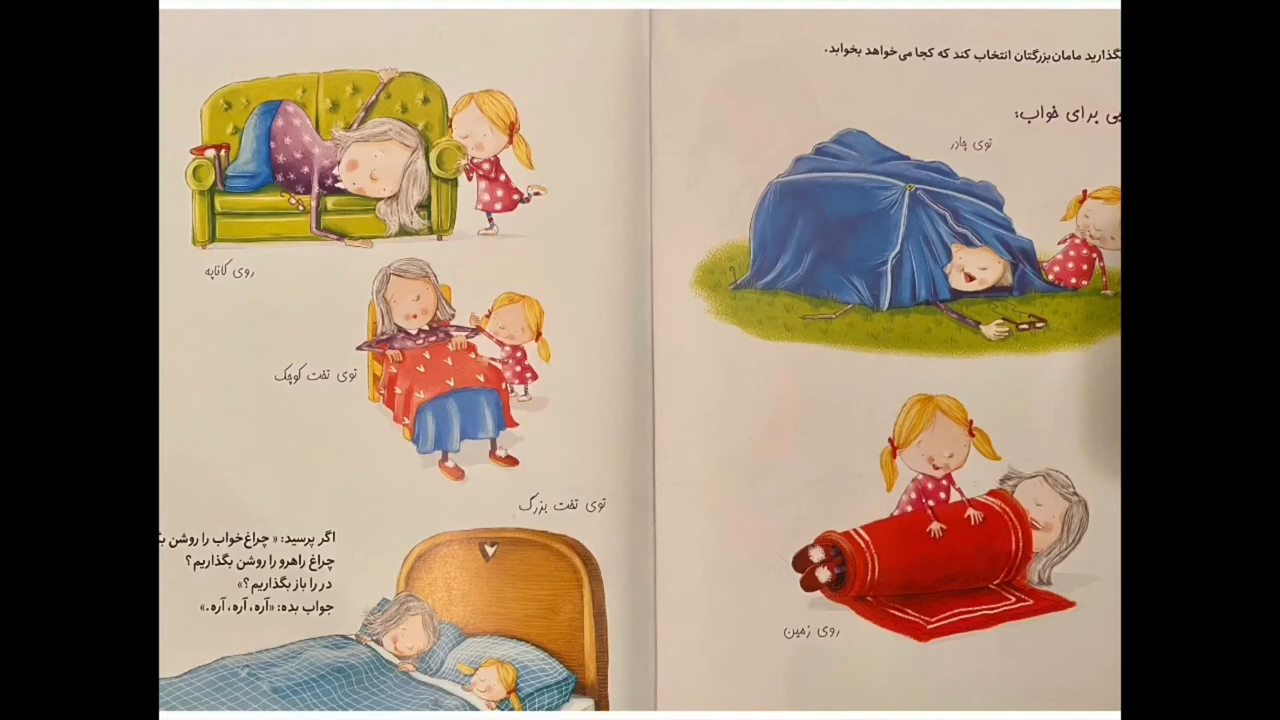 مامان‌بزرگتان انتخاب کند که کجا می‌خواهد بخوابد.
برای خواب:
توی چادر
روی زمین
روی کاناپه
توی تخت کوچک
توی تخت بزرگ
اگر پرسید: «چراغ‌خواب را روشن
چراغ راهرو را روشن بگذاریم؟
در را باز بگذاریم؟»
جواب بده: «آره، آره، آره.»